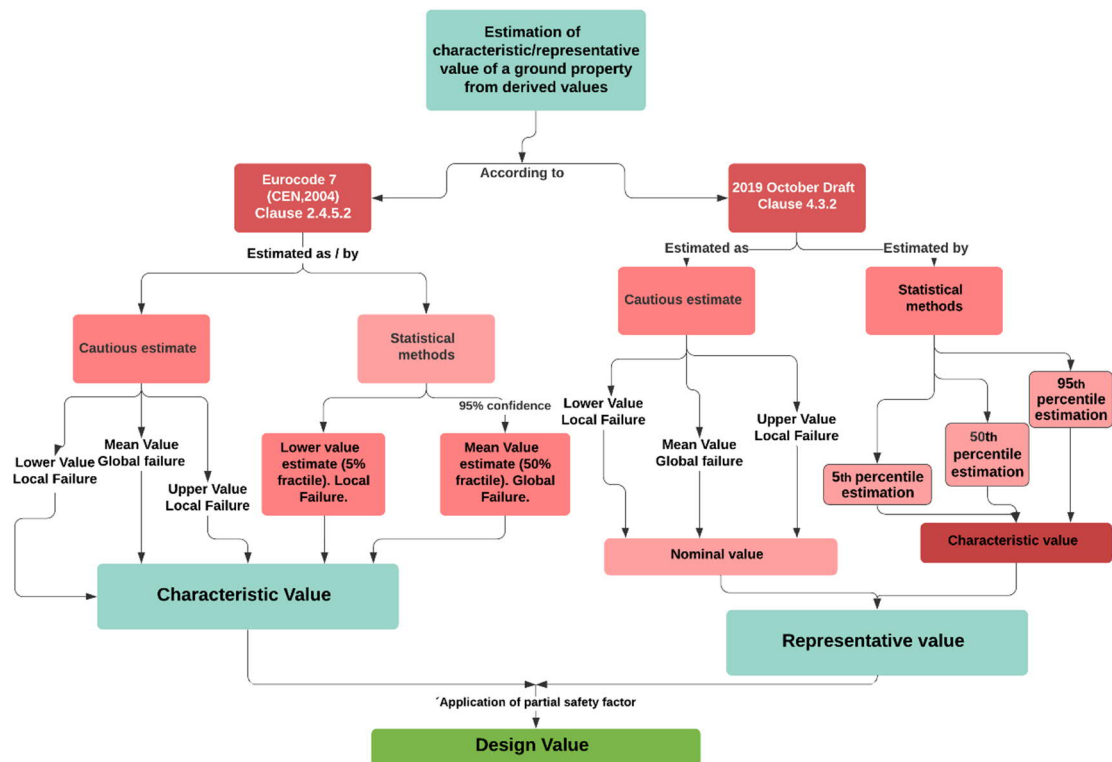 Estimation of
characteristic/representative
value of a ground property
from derived values
According to
Eurocode 7
(CEN,2004)
Clause 2.4.5.2
2019 October Draft
Clause 4.3.2
Estimated as / by
Estimated as
Estimated by
Cautious estimate
Statistical
methods
Cautious estimate
Statistical
methods
95% confidence
Lower Value
Local Failure
Mean Value
Global failure
Upper Value
Local Failure
Lower value
estimate (5%
fractile). Local
Failure.
Mean Value
estimate (50%
fractile). Global
Failure.
Lower Value
Local Failure
Mean Value
Global failure
Upper Value
Local Failure
5th percentile
estimation
50th
percentile
estimation
95th
percentile
estimation
Nominal value
Characteristic value
Characteristic Value
Representative value
´Application of partial safety factor
Design Value